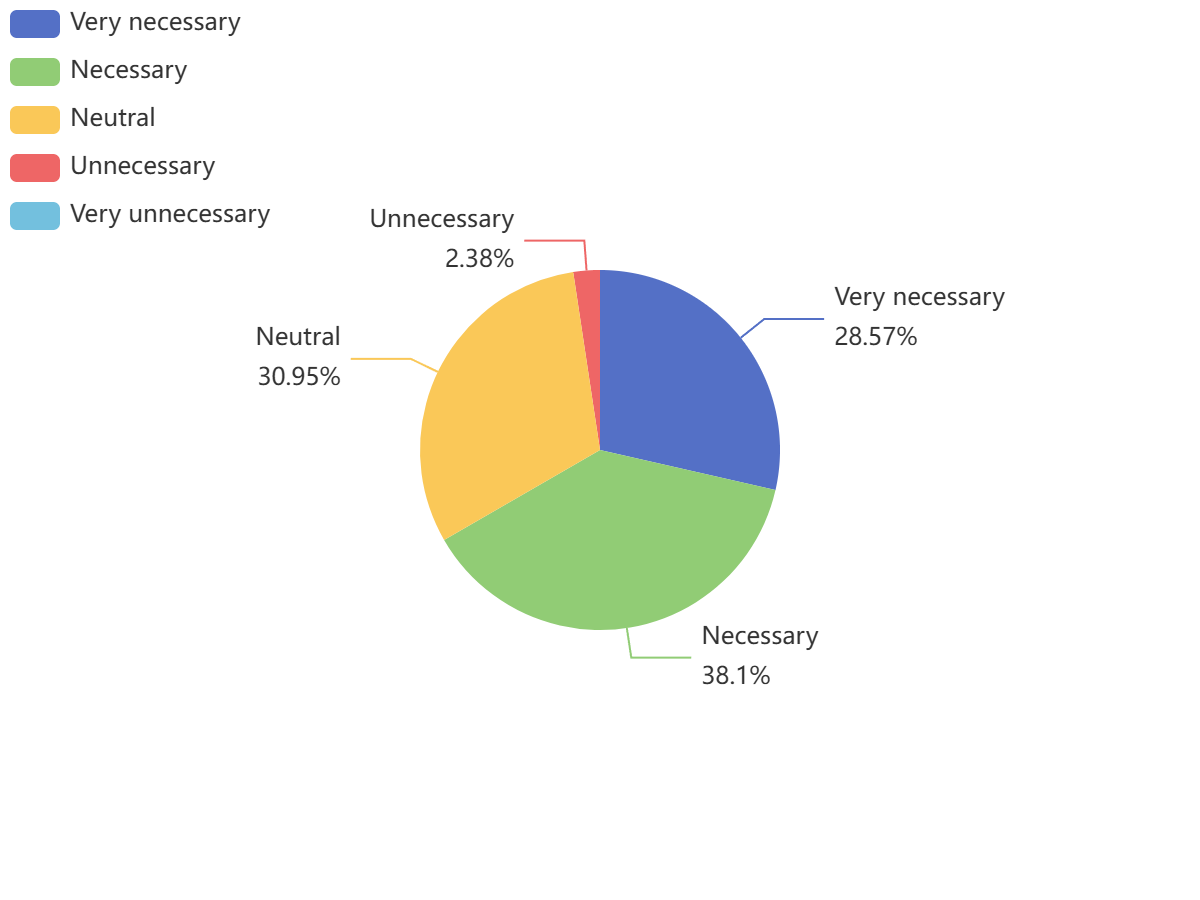 Very necessary
Necessary
Neutral
Unnecessary
Very unnecessary
Unnecessary
2.38%
Very necessary
28.57%
Neutral
30.95%
Necessary
38.1%